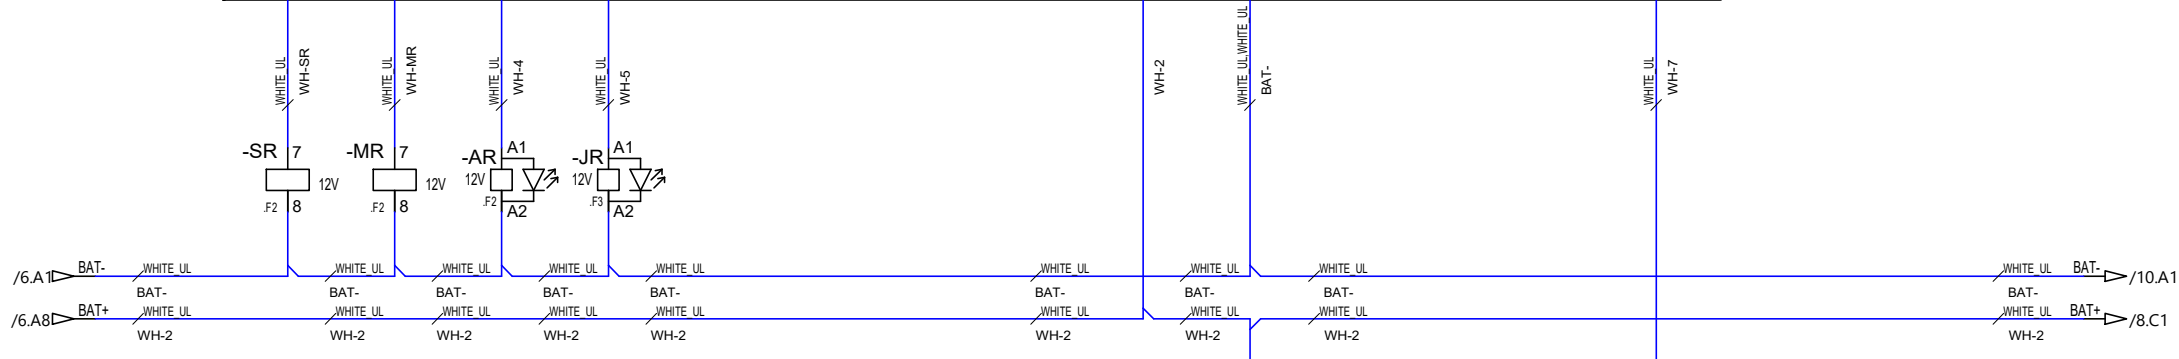 WHITE_UL
WH-SR
WHITE_UL
WH-MR
WHITE_UL
WH-4
WHITE_UL
WH-5
WH-2
WHITE_UL,WHITE_UL
BAT-
WHITE_UL
WH-7
-SR 7
12V
.F2 8
-MR 7
12V
.F2 8
-AR A1
12V
.F2 A2
-JR A1
12V
.F3 A2
/6.A1 BAT- WHITE_UL WHITE_UL WHITE_UL WHITE_UL WHITE_UL WHITE_UL WHITE_UL WHITE_UL WHITE_UL BAT- /10.A1
BAT- BAT- BAT- BAT- BAT- BAT- BAT- BAT- BAT-
/6.A8 BAT+ WHITE_UL WHITE_UL WHITE_UL WHITE_UL WHITE_UL WHITE_UL WHITE_UL WHITE_UL WHITE_UL BAT+ /8.C1
WH-2 WH-2 WH-2 WH-2 WH-2 WH-2 WH-2 WH-2 WH-2